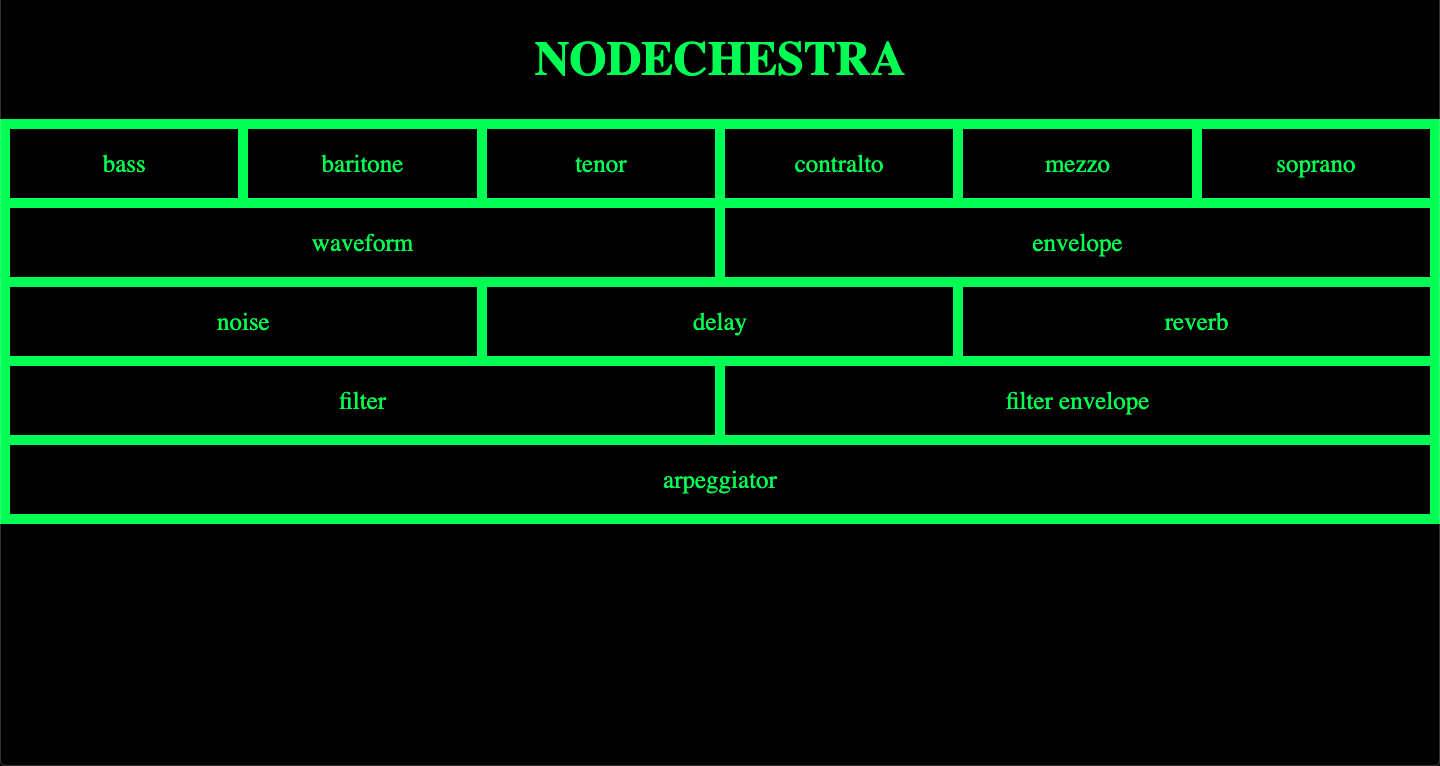 NODECHESTRA
bass baritone tenor contralto mezzo soprano
waveform envelope
noise delay reverb
filter filter envelope
arpeggiator